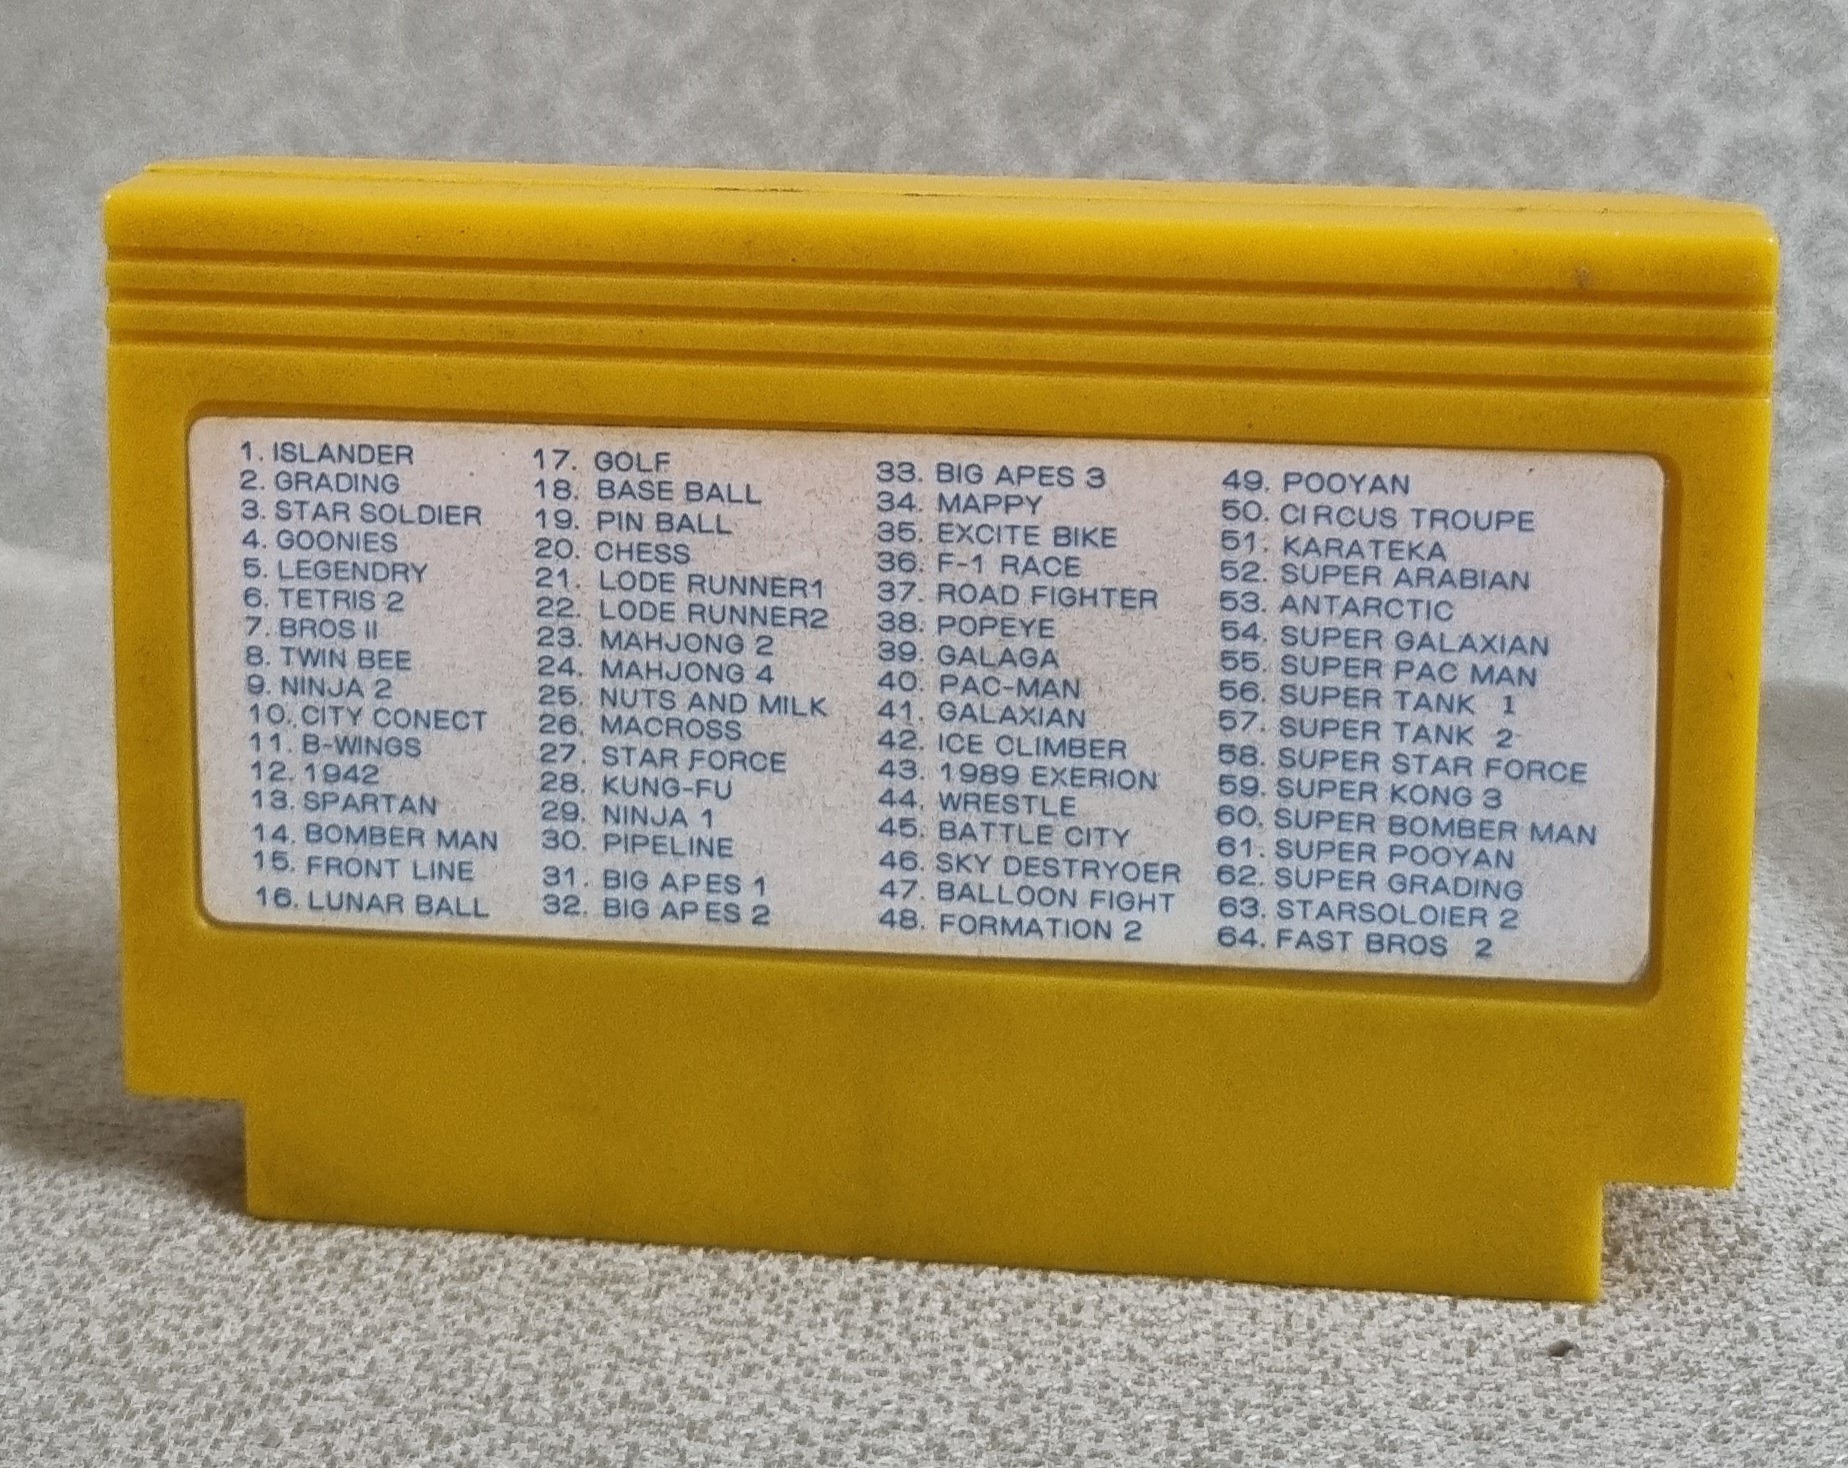 1. ISLANDER
2. GRADING
3. STAR SOLDIER
4. GOONIES
5. LEGENDRY
6. TETRIS 2
7. BROS II
8. TWIN BEE
9. NINJA 2
10. CITY CONECT
11. B-WINGS
12. 1942
13. SPARTAN
14. BOMBER MAN
15. FRONT LINE
16. LUNAR BALL
17. GOLF
18. BASE BALL
19. PIN BALL
20. CHESS
21. LODE RUNNER1
22. LODE RUNNER2
23. MAHJONG 2
24. MAHJONG 4
25. NUTS AND MILK
26. MACROSS
27. STAR FORCE
28. KUNG-FU
29. NINJA 1
30. PIPELINE
31. BIG APES 1
32. BIG APES 2
33. BIG APES 3
34. MAPPY
35. EXCITE BIKE
36. F-1 RACE
37. ROAD FIGHTER
38. POPEYE
39. GALAGA
40. PAC-MAN
41. GALAXIAN
42. ICE CLIMBER
43. 1989 EXERION
44. WRESTLE
45. BATTLE CITY
46. SKY DESTRYOER
47. BALLOON FIGHT
48. FORMATION 2
49. POOYAN
50. CIRCUS TROUPE
51. KARATEKA
52. SUPER ARABIAN
53. ANTARCTIC
54. SUPER GALAXIAN
55. SUPER PAC MAN
56. SUPER TANK 1
57. SUPER TANK 2
58. SUPER STAR FORCE
59. SUPER KONG 3
60. SUPER BOMBER MAN
61. SUPER POOYAN
62. SUPER GRADING
63. STARSOLOIER 2
64. FAST BROS 2